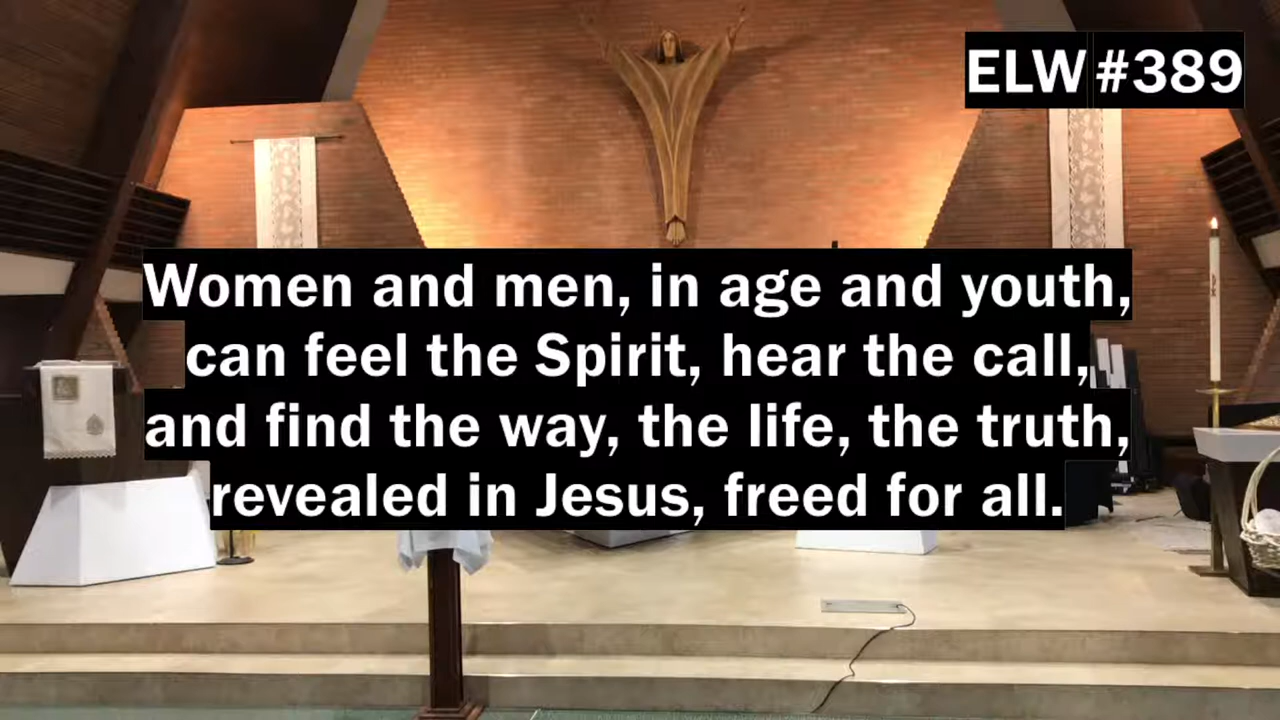 ELW #389
Women and men, in age and youth,
can feel the Spirit, hear the call,
and find the way, the life, the truth,
revealed in Jesus, freed for all.